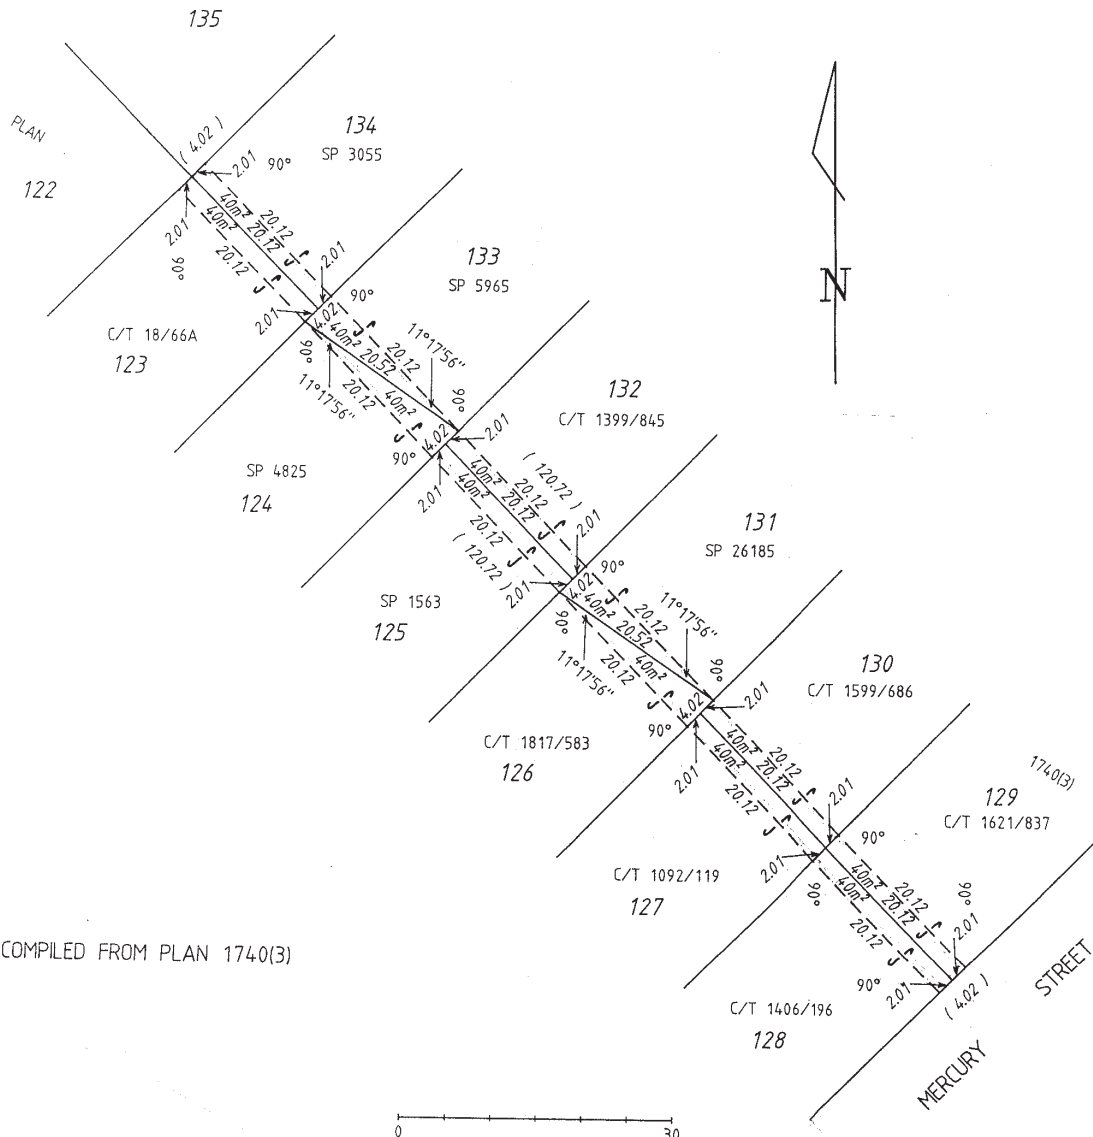 135
PLAN
122
( 4.02 )
134
SP 3055
2.01
90°
40m²
20.12
20.12
40m²
20.12
2.01
90°
2.01
133
SP 5965
90°
2.01
4.02
C/T 18/66A
123
40m²
20.52
20.12
11°17'56"
90°
11°17'56"
20.12
40m²
90°
132
C/T 1399/845
4.02
2.01
90°
SP 4825
124
2.01
40m²
20.12
20.12
40m²
20.12
( 120.72 )
( 120.72 )
2.01
131
SP 26185
90°
2.01
4.02
SP 1563
125
40m²
20.52
20.12
11°17'56"
90°
11°17'56"
20.12
40m²
90°
130
C/T 1599/686
4.02
2.01
90°
C/T 1817/583
126
2.01
40m²
20.12
20.12
40m²
20.12
2.01
1740(3)
129
C/T 1621/837
90°
2.01
C/T 1092/119
127
90°
40m²
20.12
20.12
40m²
20.12
90°
2.01
90°
2.01
( 4.02 )
C/T 1406/196
128
MERCURY STREET
COMPILED FROM PLAN 1740(3)
N
0 30